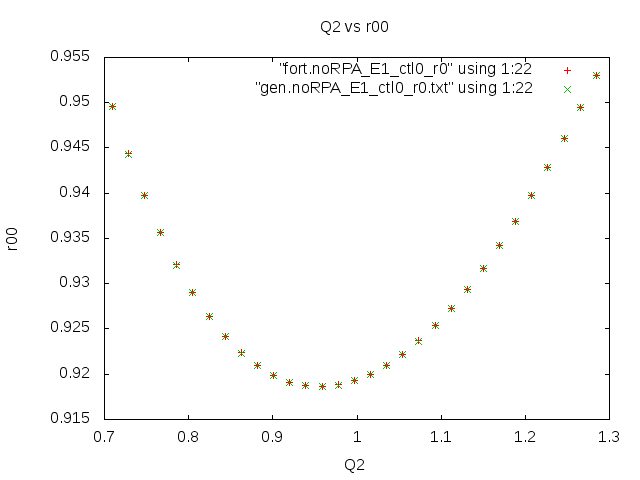 Q2 vs r00
"fort.noRPA_E1_ctl0_r0" using 1:22
"gen.noRPA_E1_ctl0_r0.txt" using 1:22
0.955
0.95
0.945
0.94
0.935
0.93
0.925
0.92
0.915
r00
0.7 0.8 0.9 1 1.1 1.2 1.3
Q2